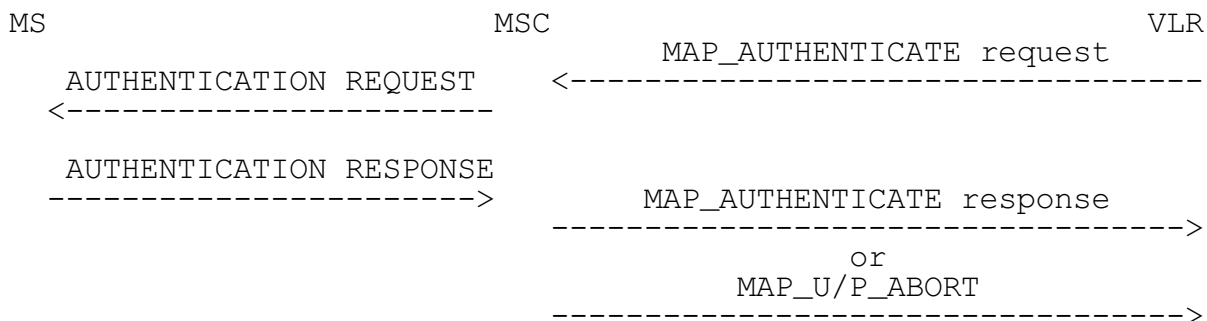 MS MSC VLR
MAP_AUTHENTICATE request
AUTHENTICATION REQUEST <----------------------------------
<------------------------
AUTHENTICATION RESPONSE
-----------------------> MAP_AUTHENTICATE response
---------------------------------->
or
MAP_U/P_ABORT
---------------------------------->